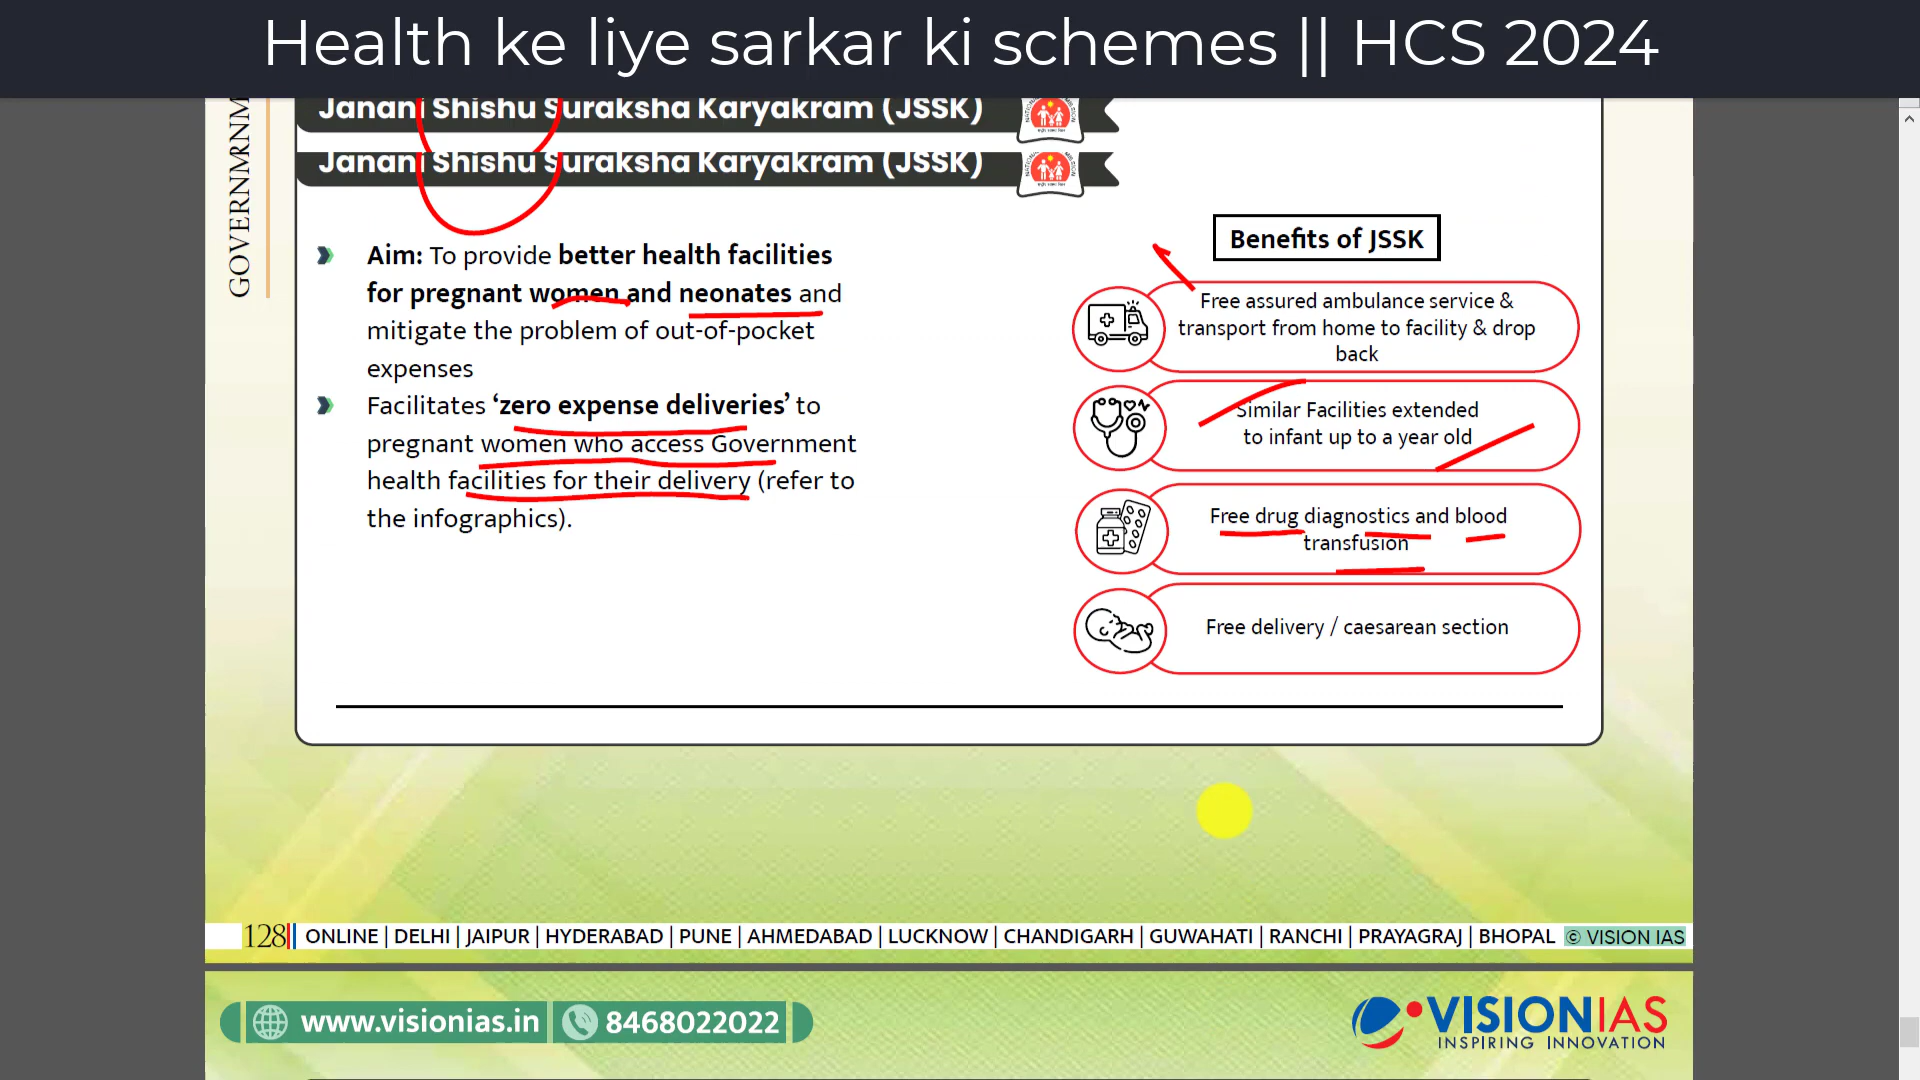 Health ke liye sarkar ki schemes || HCS 2024
Janani Shishu Suraksha Karyakram (JSSK)
Janani Shishu Suraksha Karyakram (JSSK)
Aim: To provide better health facilities
for pregnant women and neonates and
mitigate the problem of out-of-pocket
expenses
Facilitates ‘zero expense deliveries’ to
pregnant women who access Government
health facilities for their delivery (refer to
the infographics).
Benefits of JSSK
Free assured ambulance service &
transport from home to facility & drop
back
Similar Facilities extended
to infant up to a year old
Free drug diagnostics and blood
transfusion
Free delivery / caesarean section
128 ONLINE | DELHI | JAIPUR | HYDERABAD | PUNE | AHMEDABAD | LUCKNOW | CHANDIGARH | GUWAHATI | RANCHI | PRAYAGRAJ | BHOPAL © VISION IAS
www.visionias.in
8468022022
VISIONIAS
INSPIRING INNOVATION